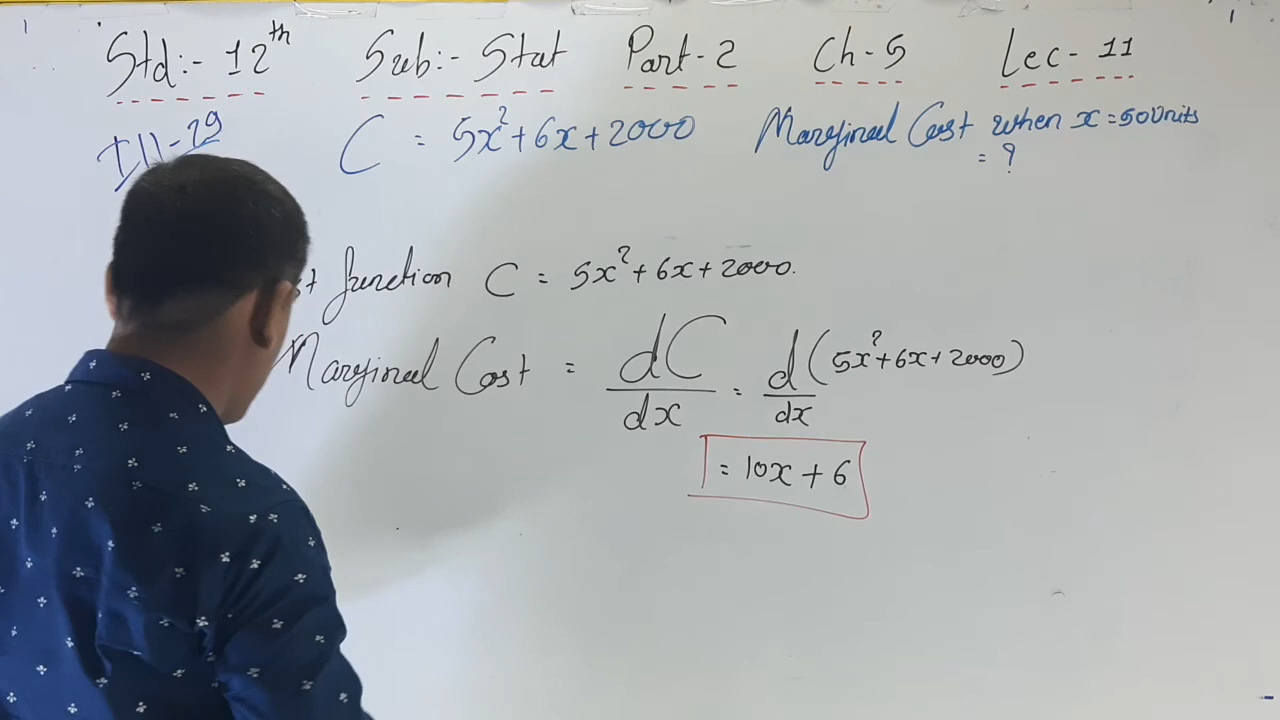 Std:- 12th Sub:- Stat Part-2 Ch-5 Lec-11
Ill-29 C = 5x²+6x+2000 Marginal Cost when x = 50 Units
= ?
st function C = 5x²+6x+2000.
Marginal Cost = dC/dx = d/dx (5x²+6x+2000)
= 10x+6